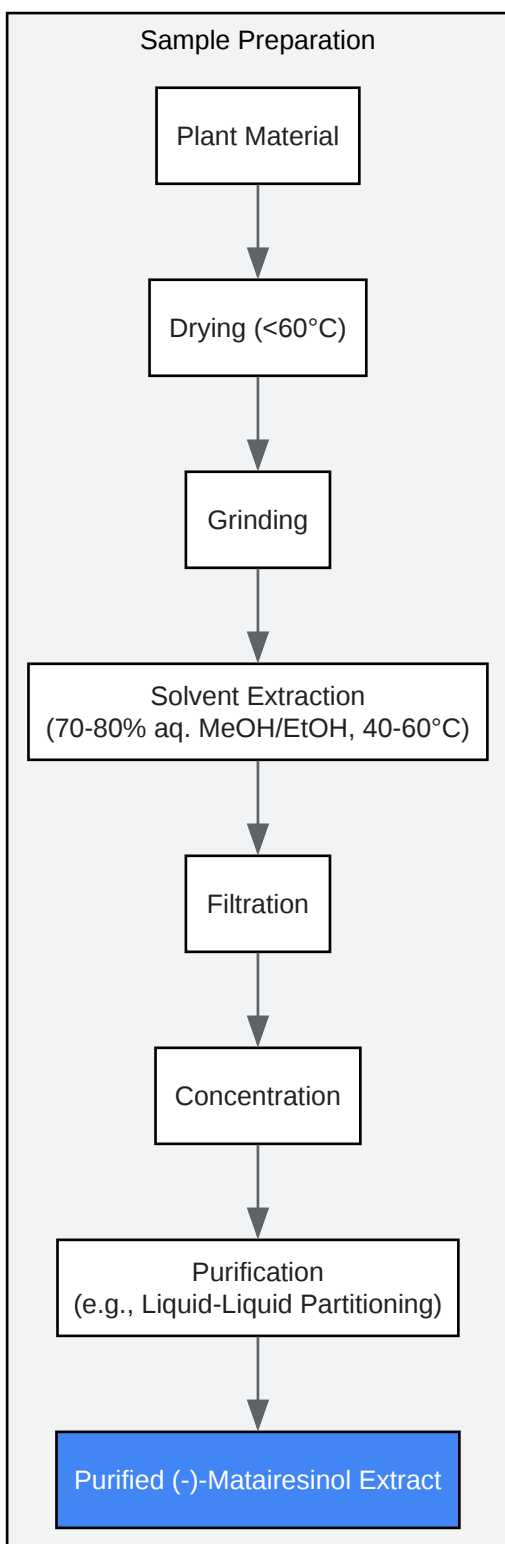 Sample Preparation
Plant Material
Drying (<60°C)
Grinding
Solvent Extraction
(70-80% aq. MeOH/EtOH, 40-60°C)
Filtration
Concentration
Purification
(e.g., Liquid-Liquid Partitioning)
Purified (-)-Matairesinol Extract